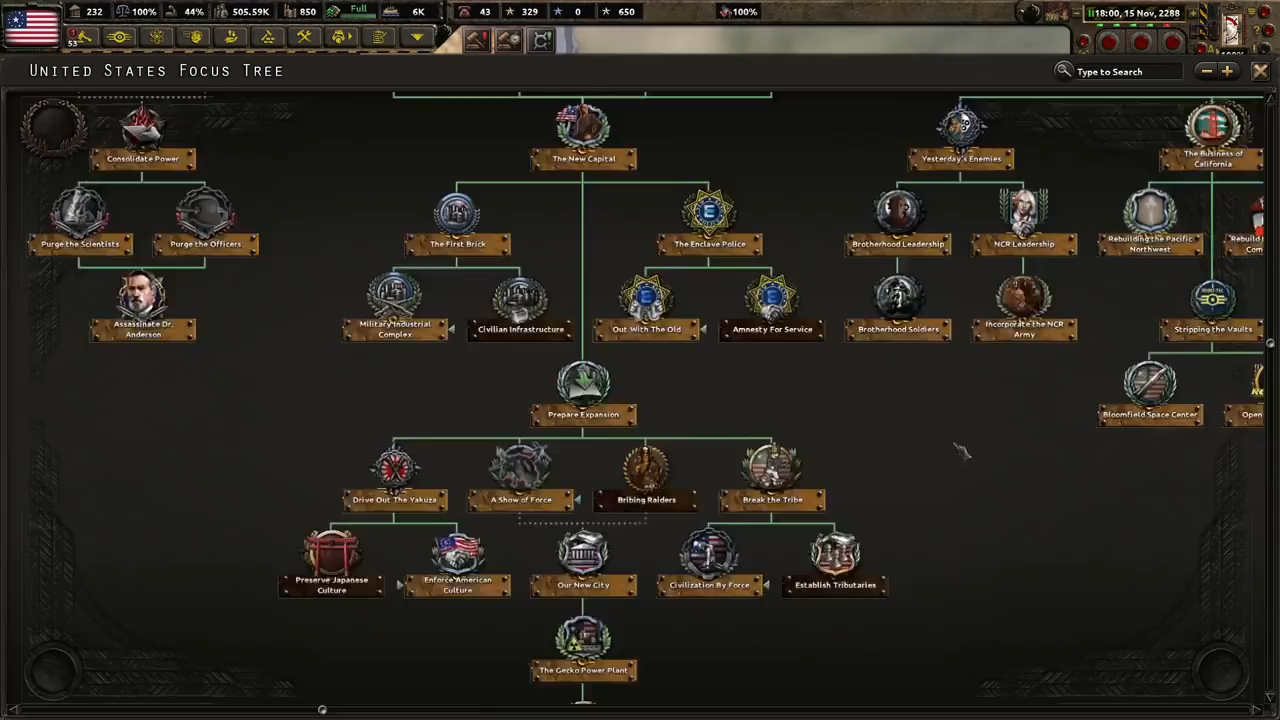 232 100% 44% 505.59K 850 Full 6K 43 329 0 650 100% 18:00, 15 Nov, 2288
53
United States Focus Tree
Type to Search
Consolidate Power
The New Capital
Yesterday's Enemies
The Business of
California
Purge the Scientists
Purge the Officers
The First Brick
The Enclave Police
Brotherhood Leadership
NCR Leadership
Rebuilding the Pacific
Northwest
Assassinate Dr.
Anderson
Military Industrial
Complex
Civilian Infrastructure
Out With The Old
Amnesty For Service
Brotherhood Soldiers
Incorporate the NCR
Army
Stripping the Vaults
Prepare Expansion
Bloomfield Space Center
Open
Drive Out The Yakuza
A Show of Force
Bribing Raiders
Break the Tribe
Preserve Japanese
Culture
Enforce American
Culture
Our New City
Civilization By Force
Establish Tributaries
The Gecko Power Plant